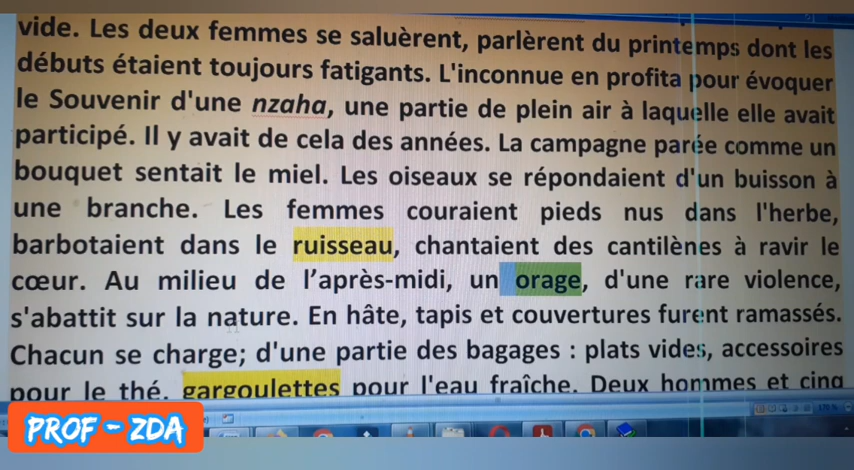 vide. Les deux femmes se saluèrent, parlèrent du printemps dont les
débuts étaient toujours fatigants. L'inconnue en profita pour évoquer
le Souvenir d'une nzaha, une partie de plein air à laquelle elle avait
participé. Il y avait de cela des années. La campagne parée comme un
bouquet sentait le miel. Les oiseaux se répondaient d'un buisson à
une branche. Les femmes couraient pieds nus dans l'herbe,
barbotaient dans le ruisseau, chantaient des cantilènes à ravir le
cœur. Au milieu de l’après-midi, un orage, d'une rare violence,
s'abattit sur la nature. En hâte, tapis et couvertures furent ramassés.
Chacun se charge; d'une partie des bagages : plats vides, accessoires
pour le thé, gargoulettes pour l'eau fraîche. Deux hommes et cinq
PROF - ZDA